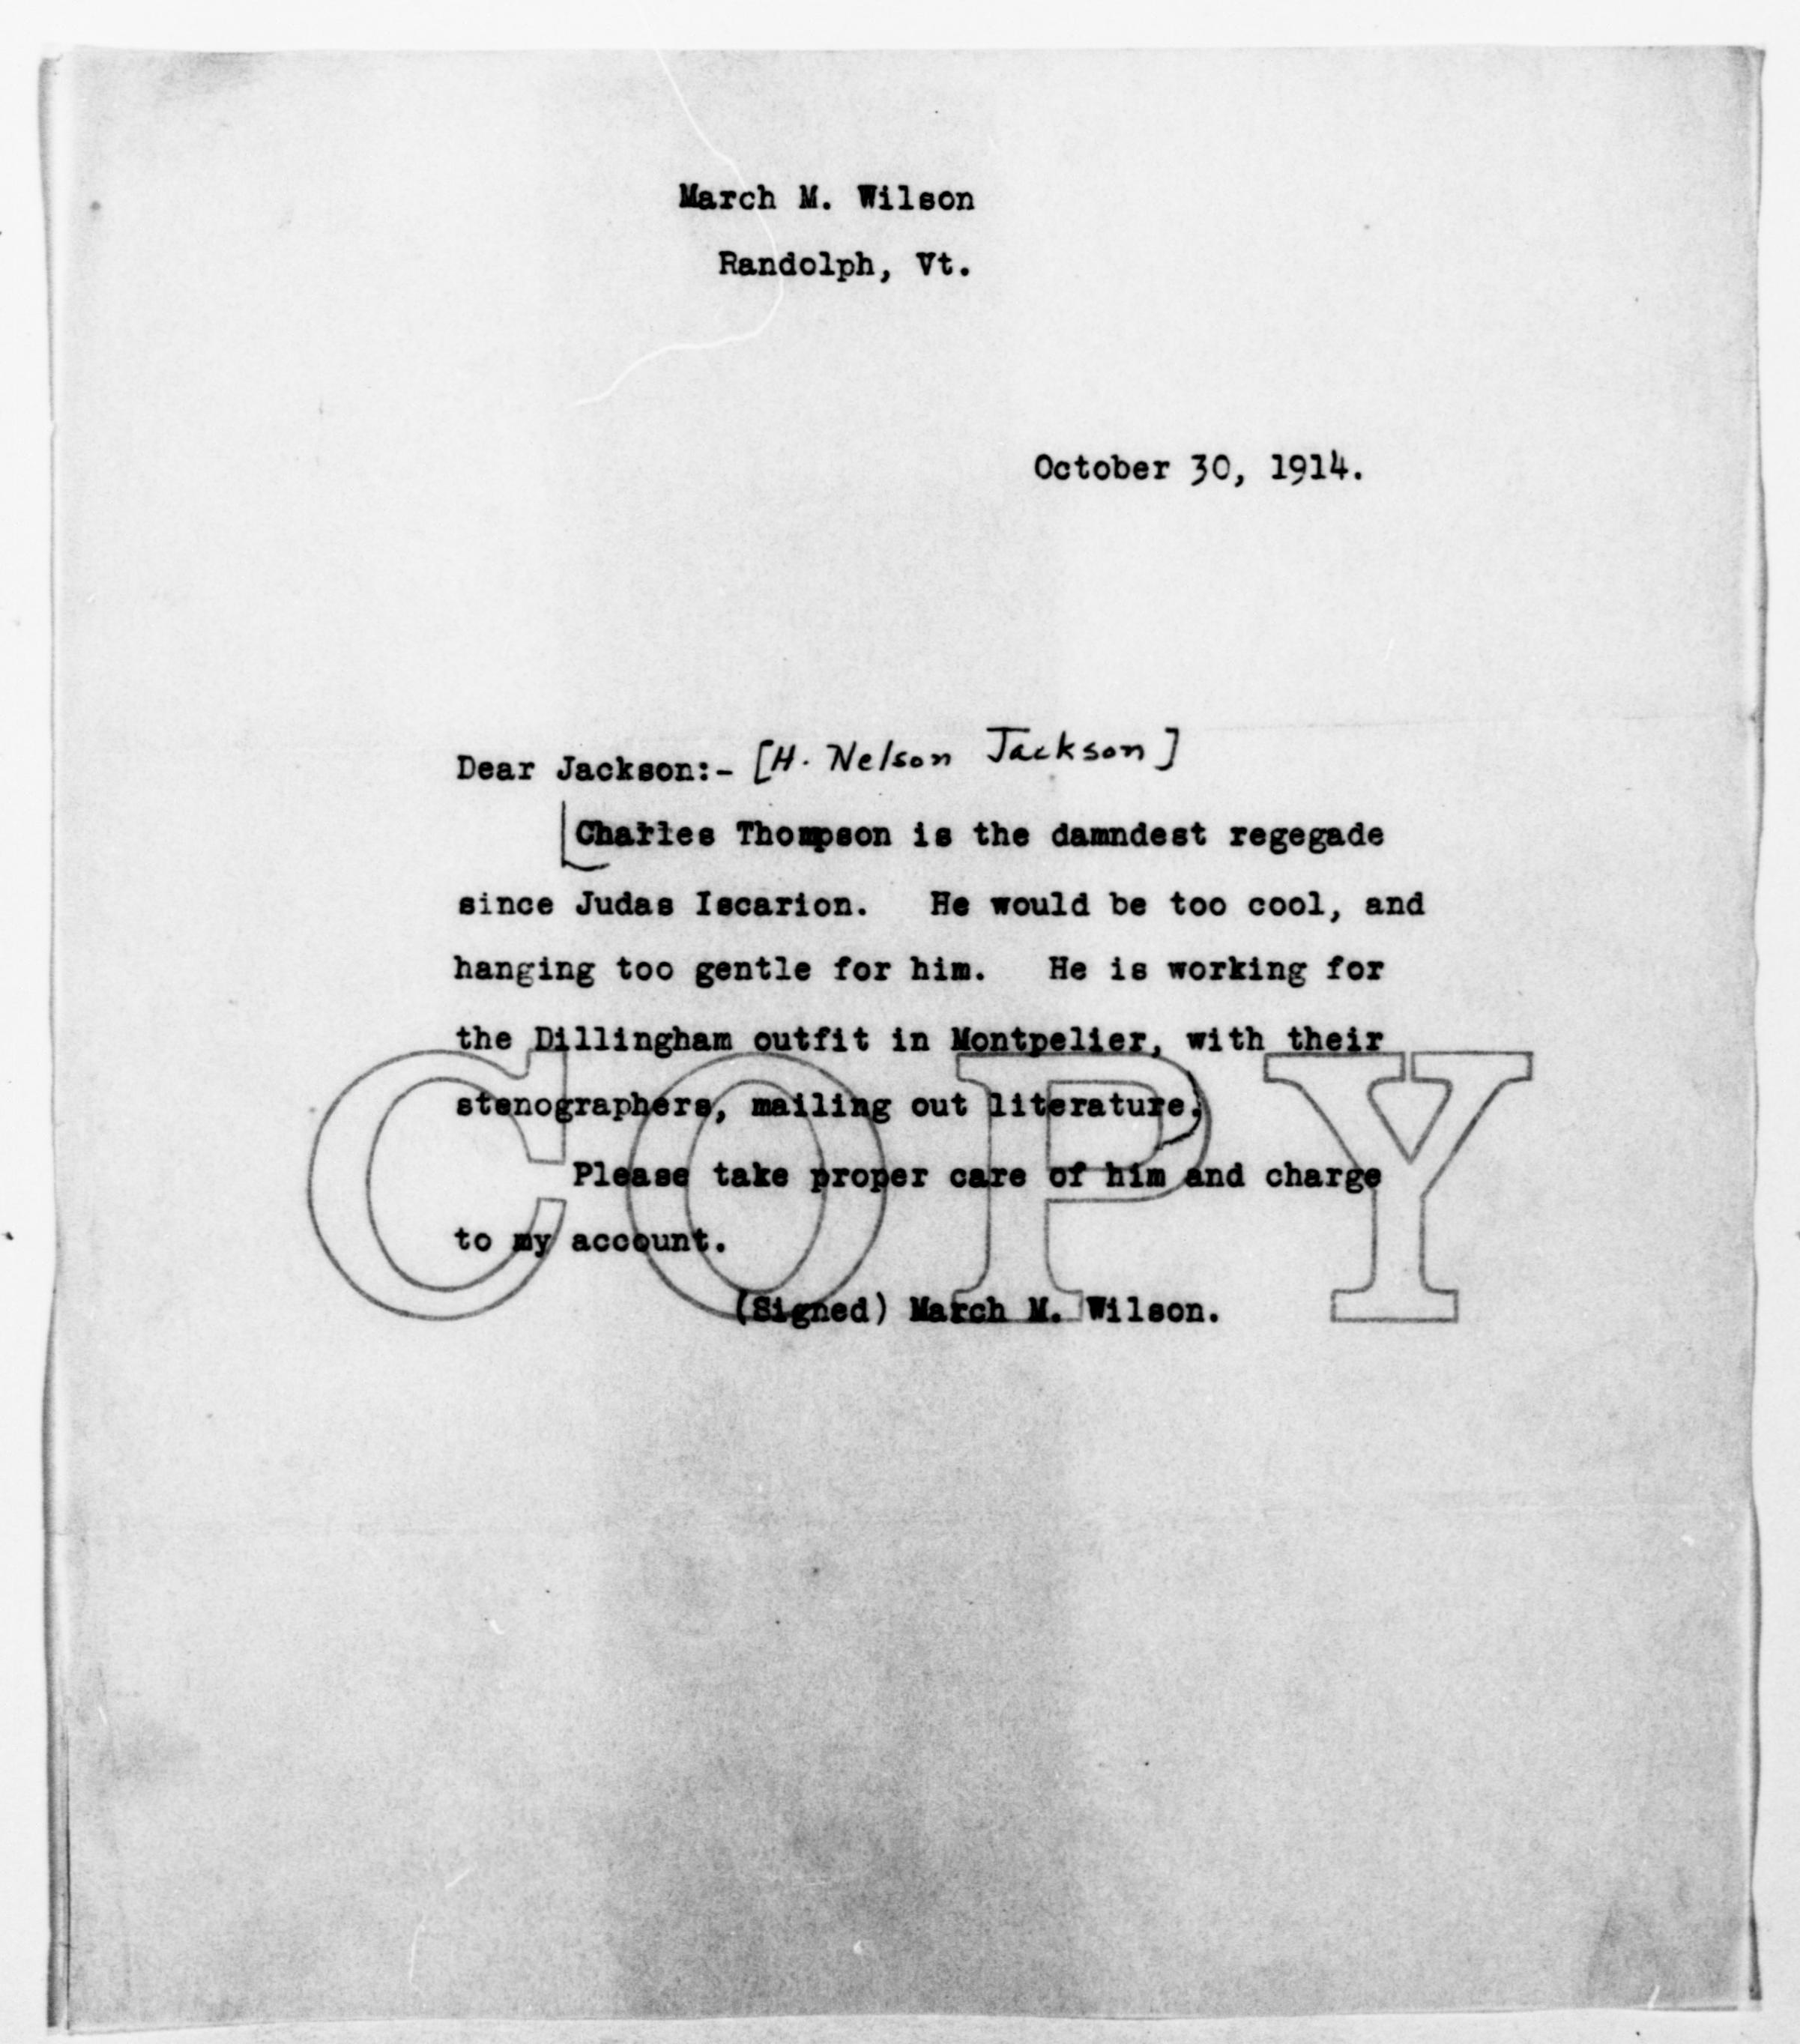 March M. Wilson
Randolph, Vt.
October 30, 1914.
Dear Jackson:- [H. Nelson Jackson]
Charles Thompson is the damndest regegade
since Judas Iscarion. He would be too cool, and
hanging too gentle for him. He is working for
the Dillingham outfit in Montpelier, with their
stenographers, mailing out literature.
Please take proper care of him and charge
to my account.
(Signed) March M. Wilson.
COPY